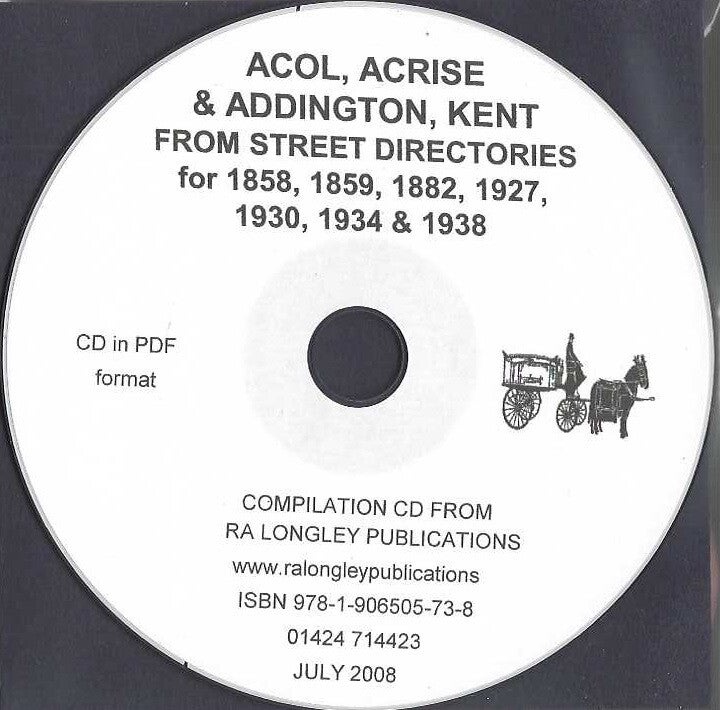 ACOL, ACRISE
& ADDINGTON, KENT
FROM STREET DIRECTORIES
for 1858, 1859, 1882, 1927,
1930, 1934 & 1938
CD in PDF
format
COMPILATION CD FROM
RA LONGLEY PUBLICATIONS
www.ralongleypublications
ISBN 978-1-906505-73-8
01424 714423
JULY 2008